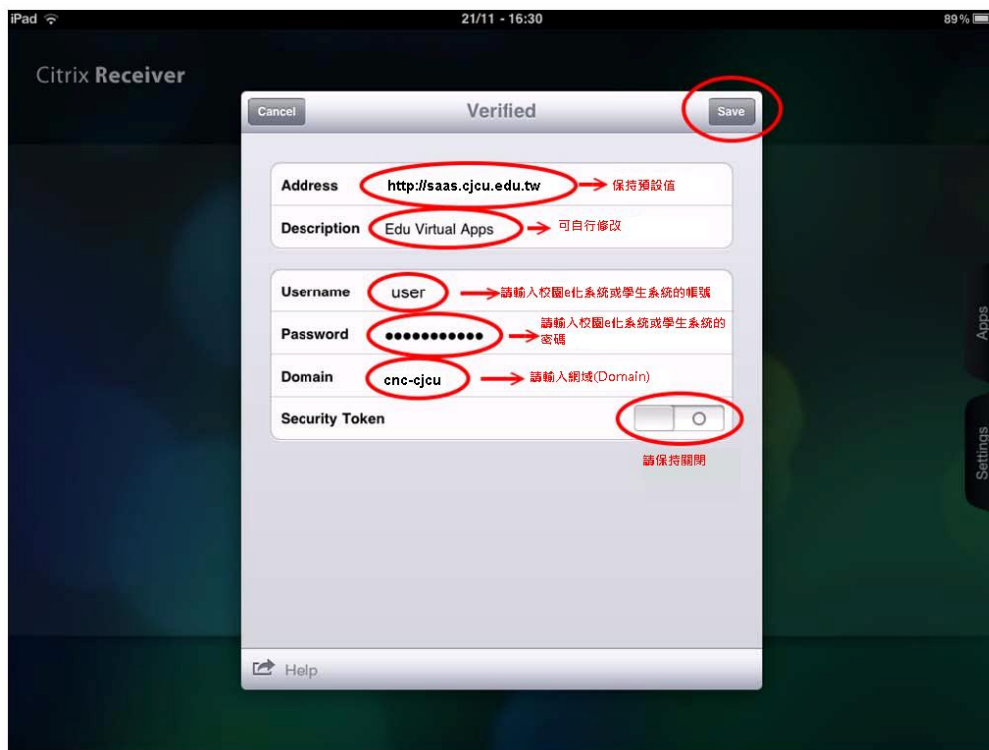 iPad
21/11 - 16:30
89%
Citrix Receiver
Cancel
Verified
Save
Address
http://saas.cjcu.edu.tw
保持預設值
Description
Edu Virtual Apps
可自行修改
Username
user
請輸入校園e化系統或學生系統的帳號
Password
●●●●●●●●●●●
請輸入校園e化系統或學生系統的
密碼
Domain
cnc-cjcu
請輸入網域(Domain)
Security Token
請保持關閉
Apps
Settings
Help